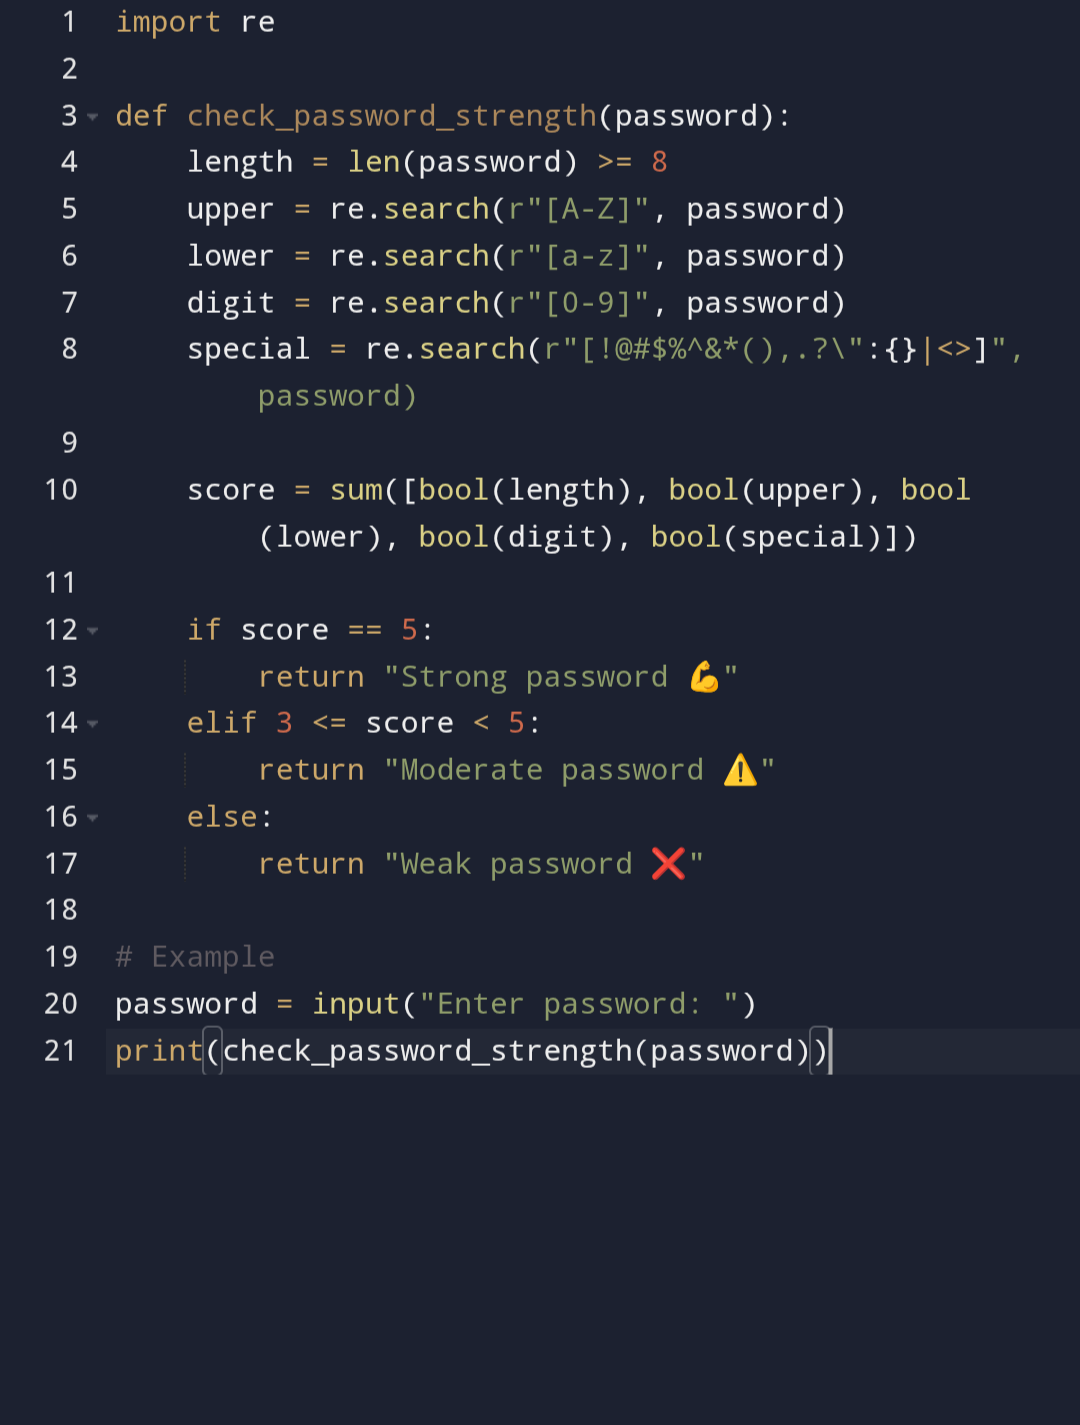 1 import re
2
3 def check_password_strength(password):
4     length = len(password) >= 8
5     upper = re.search(r"[A-Z]", password)
6     lower = re.search(r"[a-z]", password)
7     digit = re.search(r"[0-9]", password)
8     special = re.search(r"[!@#$%^&*(),.?\":{}|<>]",
        password)
9
10     score = sum([bool(length), bool(upper), bool
        (lower), bool(digit), bool(special)])
11
12     if score == 5:
13         return "Strong password 💪"
14     elif 3 <= score < 5:
15         return "Moderate password ⚠️"
16     else:
17         return "Weak password ❌"
18
19 # Example
20 password = input("Enter password: ")
21 print(check_password_strength(password))